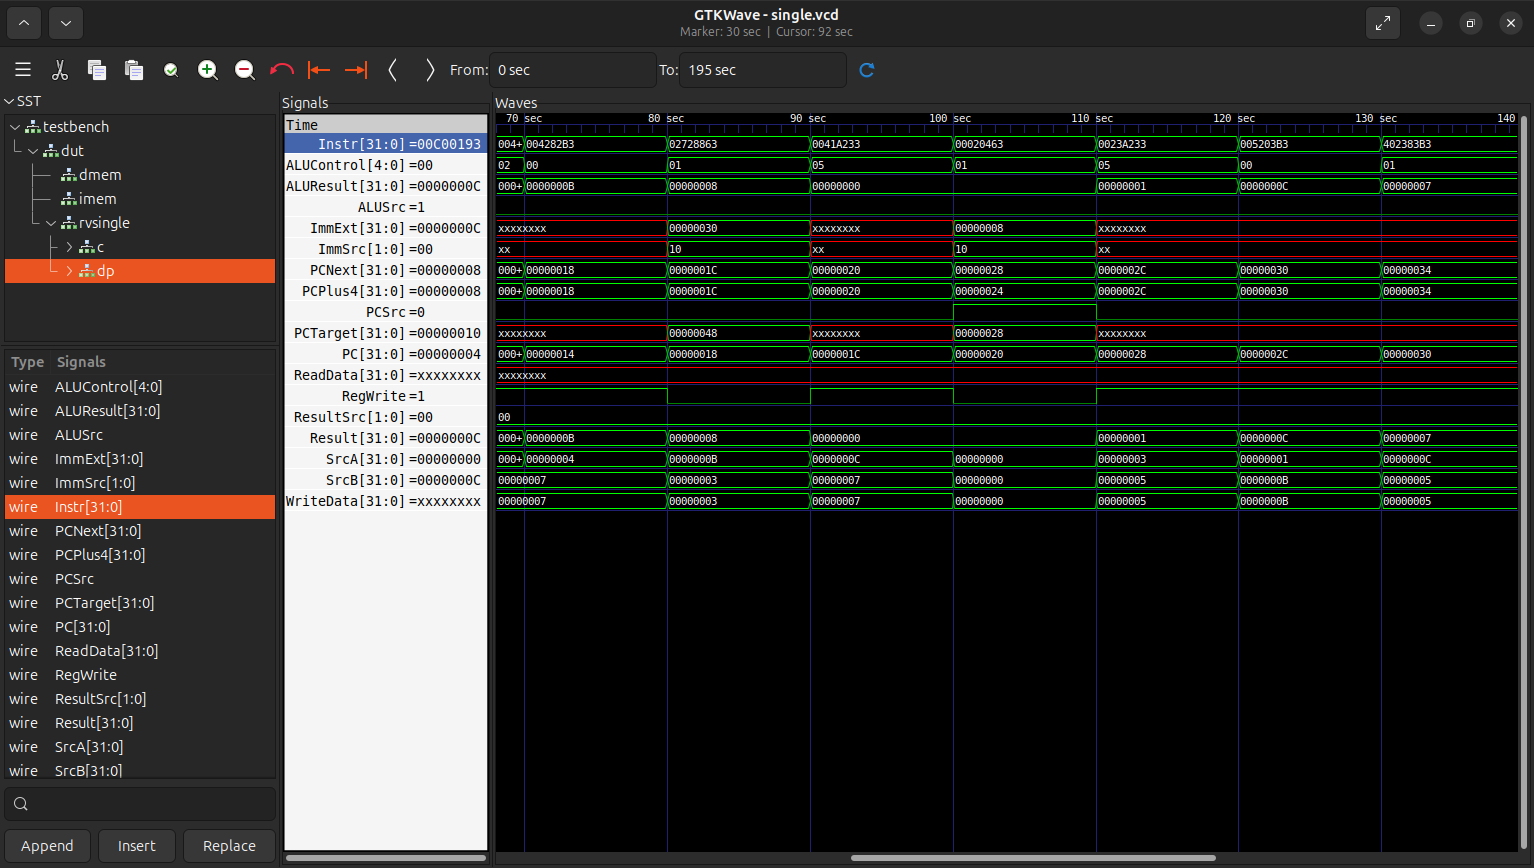 GTKWave - single.vcd
Marker: 30 sec | Cursor: 92 sec
From: 0 sec To: 195 sec
SST
testbench
dut
dmem
imem
rvsingle
c
dp
Type Signals
wire ALUControl[4:0]
wire ALUResult[31:0]
wire ALUSrc
wire ImmExt[31:0]
wire ImmSrc[1:0]
wire Instr[31:0]
wire PCNext[31:0]
wire PCPlus4[31:0]
wire PCSrc
wire PCTarget[31:0]
wire PC[31:0]
wire ReadData[31:0]
wire RegWrite
wire ResultSrc[1:0]
wire Result[31:0]
wire SrcA[31:0]
wire SrcB[31:0]
Append Insert Replace
Signals
Time
Instr[31:0] =00C00193
ALUControl[4:0] =00
ALUResult[31:0] =0000000C
ALUSrc =1
ImmExt[31:0] =0000000C
ImmSrc[1:0] =00
PCNext[31:0] =00000008
PCPlus4[31:0] =00000008
PCSrc =0
PCTarget[31:0] =00000010
PC[31:0] =00000004
ReadData[31:0] =xxxxxxxx
RegWrite =1
ResultSrc[1:0] =00
Result[31:0] =0000000C
SrcA[31:0] =00000000
SrcB[31:0] =0000000C
WriteData[31:0] =xxxxxxxx
Waves
70 sec 80 sec 90 sec 100 sec 110 sec 120 sec 130 sec 140
004+ 004282B3 02728863 0041A233 00020463 0023A233 005203B3 402383B3
02 00 01 05 01 05 00 01
000+ 0000000B 00000008 00000000 00000001 0000000C 00000007
xxxxxxxx 00000030 xxxxxxxx 00000008 xxxxxxxx
xx 10 xx 10 xx
000+ 00000018 0000001C 00000020 00000028 0000002C 00000030 00000034
000+ 00000018 0000001C 00000020 00000024 0000002C 00000030 00000034
xxxxxxxx 00000048 xxxxxxxx 00000028 xxxxxxxx
000+ 00000014 00000018 0000001C 00000020 00000028 0000002C 00000030
xxxxxxxx
00
000+ 0000000B 00000008 00000000 00000001 0000000C 00000007
000+ 00000004 0000000B 0000000C 00000000 00000003 00000001 0000000C
00000007 00000003 00000007 00000000 00000005 0000000B 00000005
00000007 00000003 00000007 00000000 00000005 0000000B 00000005